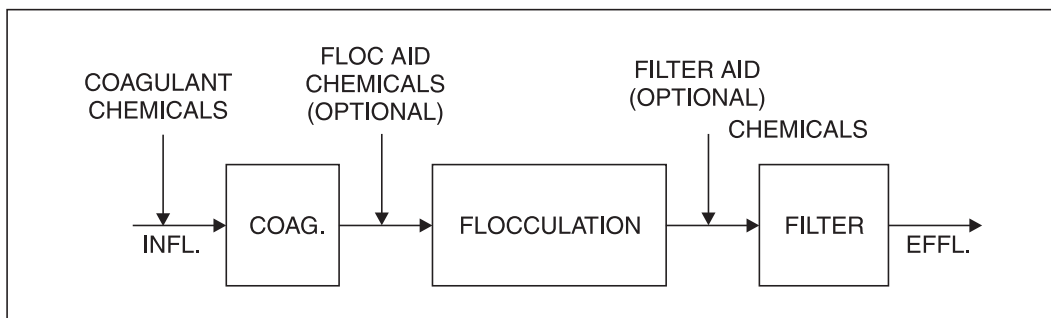 COAGULANT
CHEMICALS
FLOC AID
CHEMICALS
(OPTIONAL)
FILTER AID
(OPTIONAL)
CHEMICALS
INFL.
COAG.
FLOCCULATION
FILTER
EFFL.